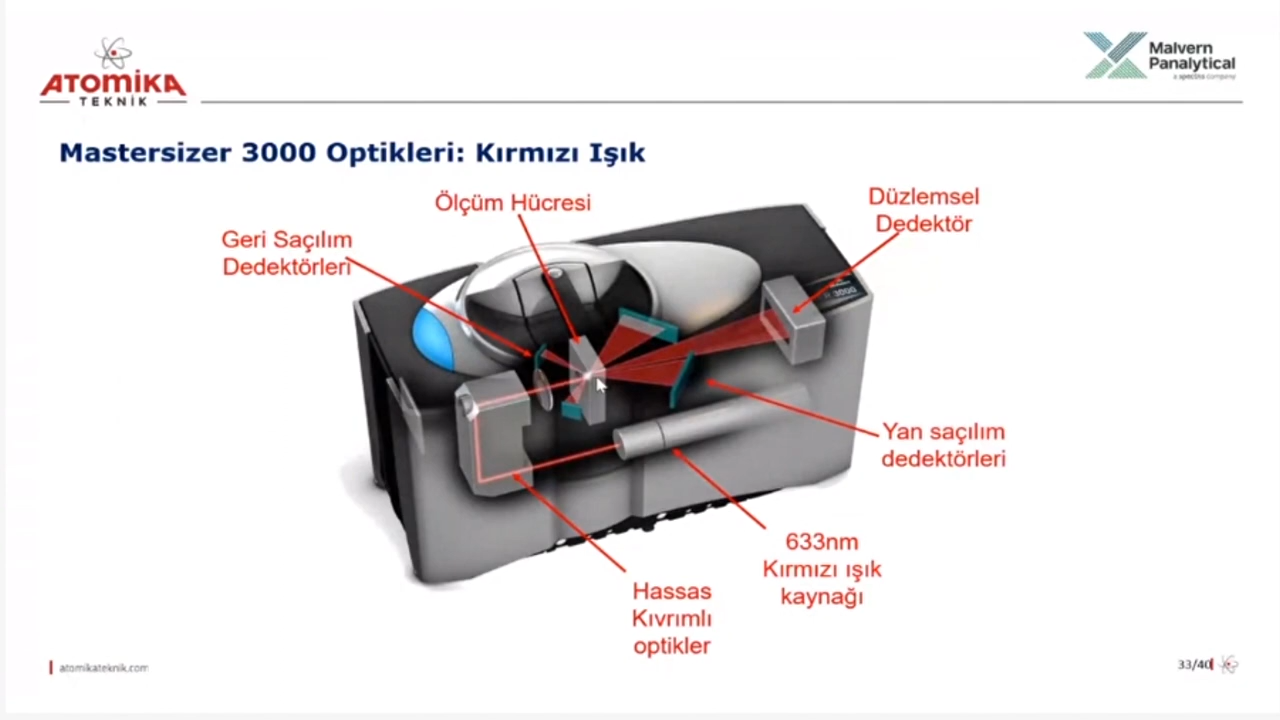 ATOMİKA
TEKNİK
Malvern
Panalytical
a spectris company
Mastersizer 3000 Optikleri: Kırmızı Işık
Ölçüm Hücresi
Düzlemsel
Dedektör
Geri Saçılım
Dedektörleri
3000
Yan saçılım
dedektörleri
633nm
Kırmızı ışık
kaynağı
Hassas
Kıvrımlı
optikler
atomikateknik.com
33/40